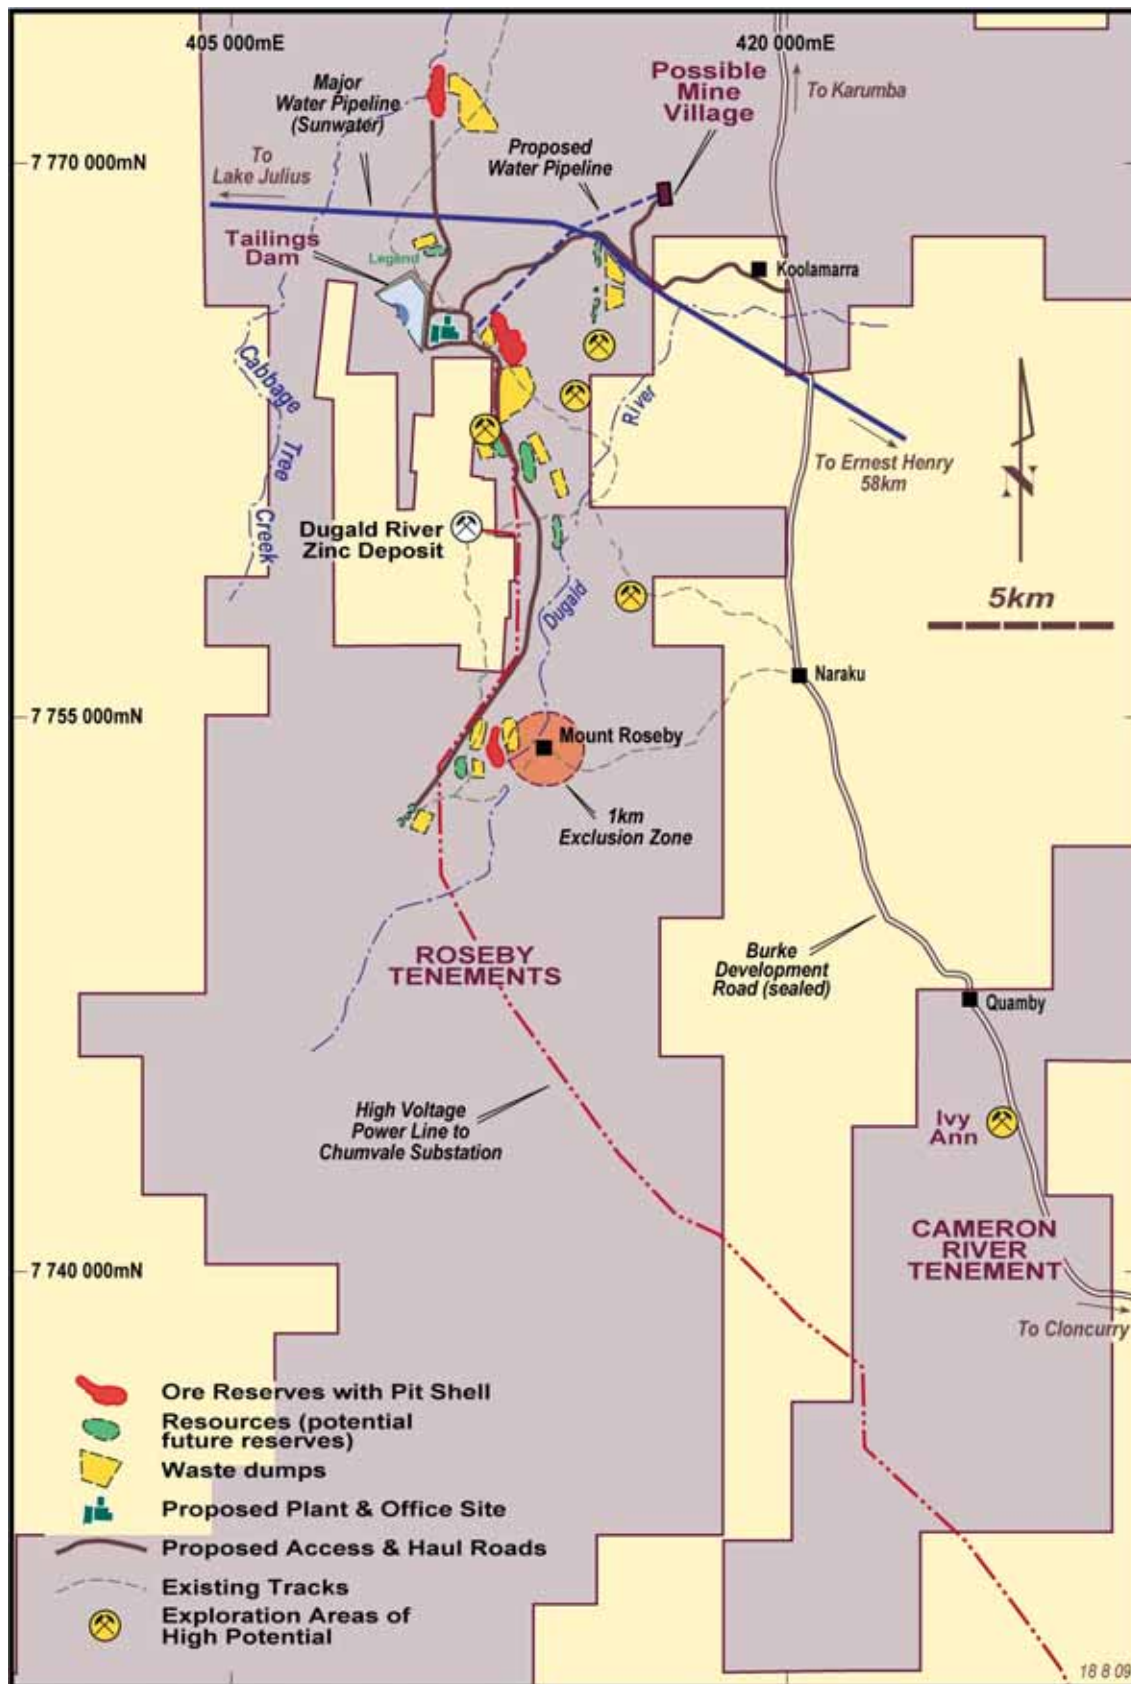 405 000mE
420 000mE
Major
Water Pipeline
(Sunwater)
Possible
Mine
Village
To Karumba
Proposed
Water Pipeline
7 770 000mN
To
Lake Julius
Tailings
Dam
Legend
Koolamarra
Cabbage
Tree
Creek
River
To Ernest Henry
58km
N
Dugald River
Zinc Deposit
Dugald
5km
Naraku
7 755 000mN
Mount Roseby
1km
Exclusion Zone
ROSEBY
TENEMENTS
Burke
Development
Road (sealed)
Quamby
High Voltage
Power Line to
Chumvale Substation
Ivy
Ann
CAMERON
RIVER
TENEMENT
7 740 000mN
To Cloncurry
Ore Reserves with Pit Shell
Resources (potential
future reserves)
Waste dumps
Proposed Plant & Office Site
Proposed Access & Haul Roads
Existing Tracks
Exploration Areas of
High Potential
18 8 09